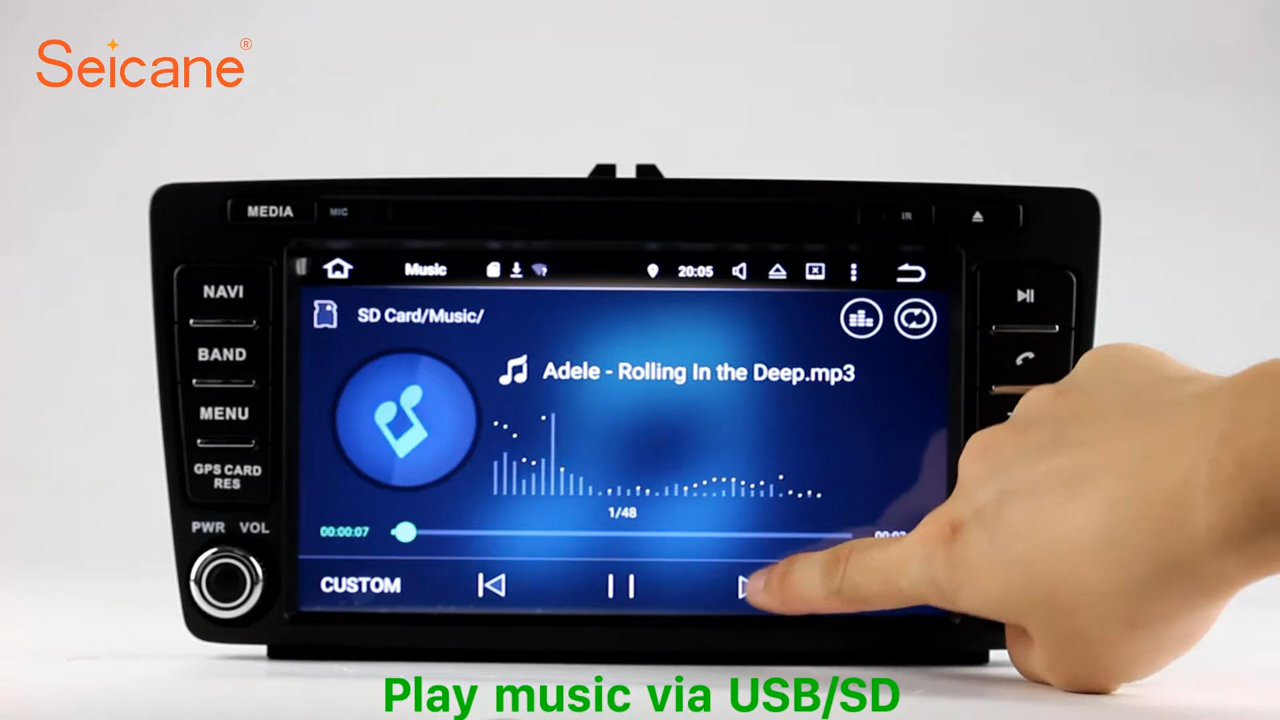 Seicane®
MEDIA
MIC
IR
NAVI
BAND
MENU
GPS CARD
RES
PWR VOL
Music
20:05
SD Card/Music/
Adele - Rolling In the Deep.mp3
1/48
00:00:07
CUSTOM
Play music via USB/SD